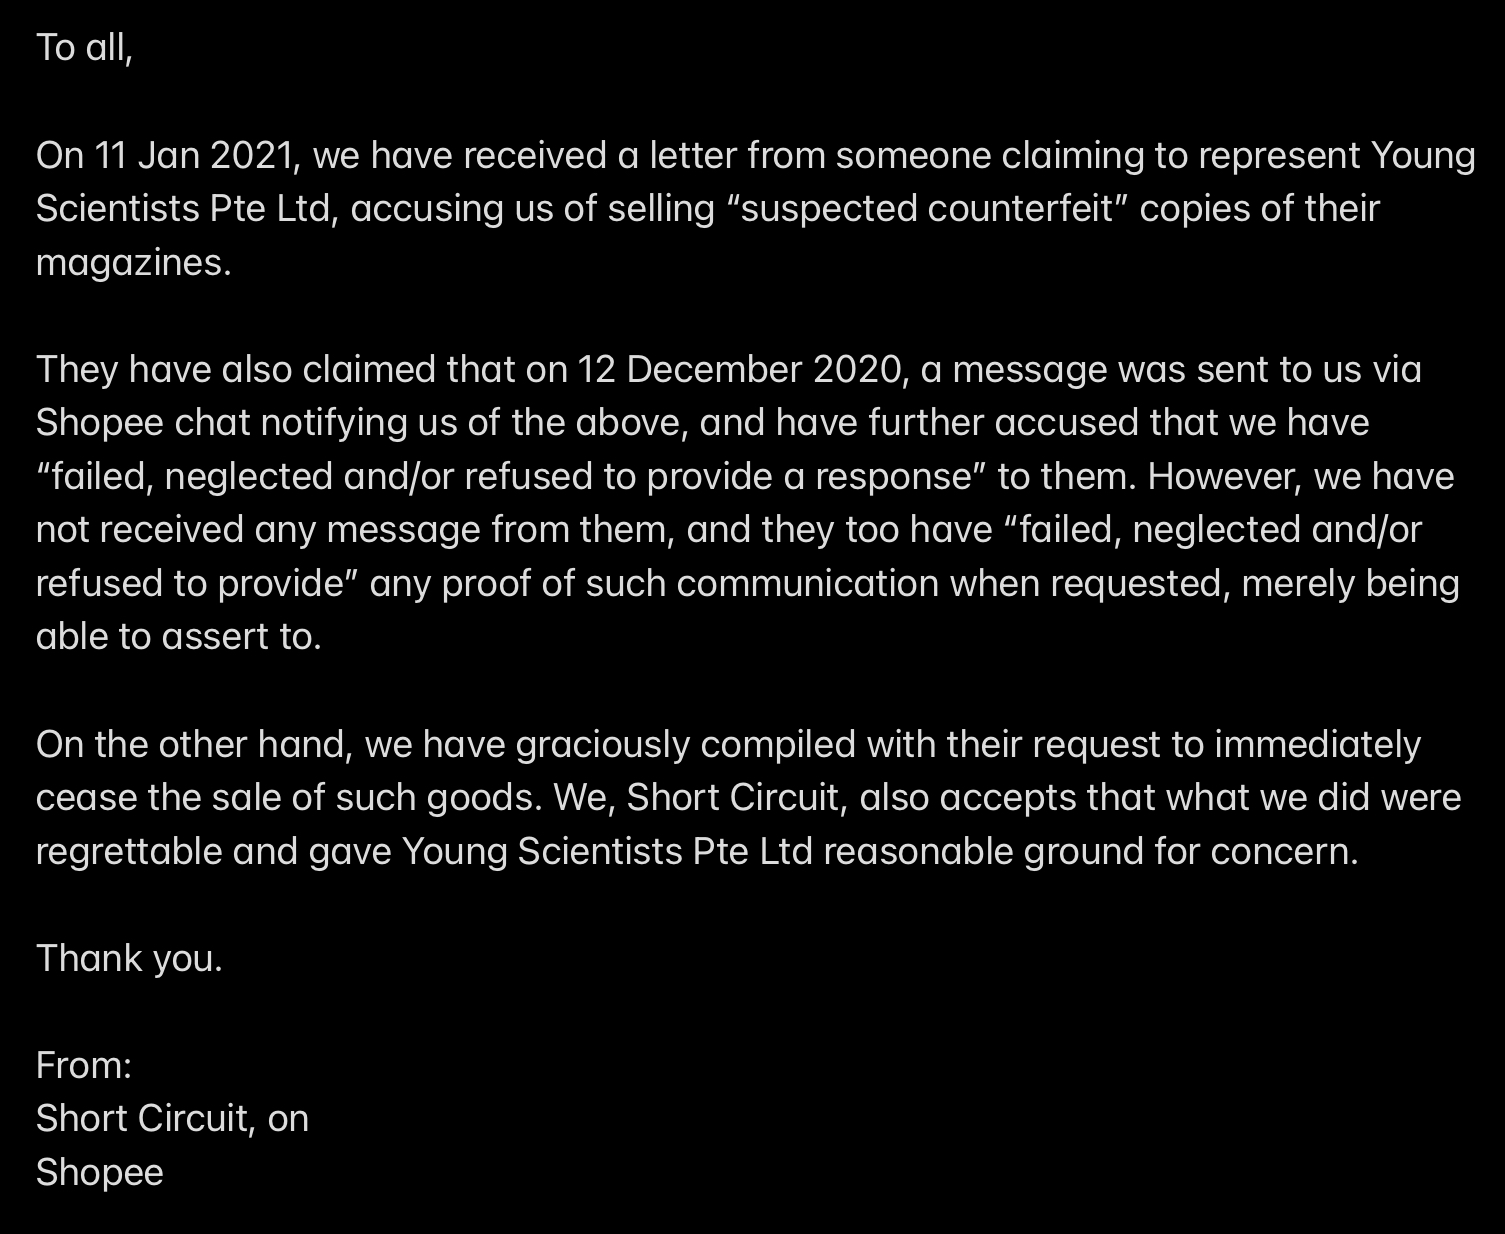 To all,
On 11 Jan 2021, we have received a letter from someone claiming to represent Young
Scientists Pte Ltd, accusing us of selling “suspected counterfeit” copies of their
magazines.
They have also claimed that on 12 December 2020, a message was sent to us via
Shopee chat notifying us of the above, and have further accused that we have
“failed, neglected and/or refused to provide a response” to them. However, we have
not received any message from them, and they too have “failed, neglected and/or
refused to provide” any proof of such communication when requested, merely being
able to assert to.
On the other hand, we have graciously compiled with their request to immediately
cease the sale of such goods. We, Short Circuit, also accepts that what we did were
regrettable and gave Young Scientists Pte Ltd reasonable ground for concern.
Thank you.
From:
Short Circuit, on
Shopee